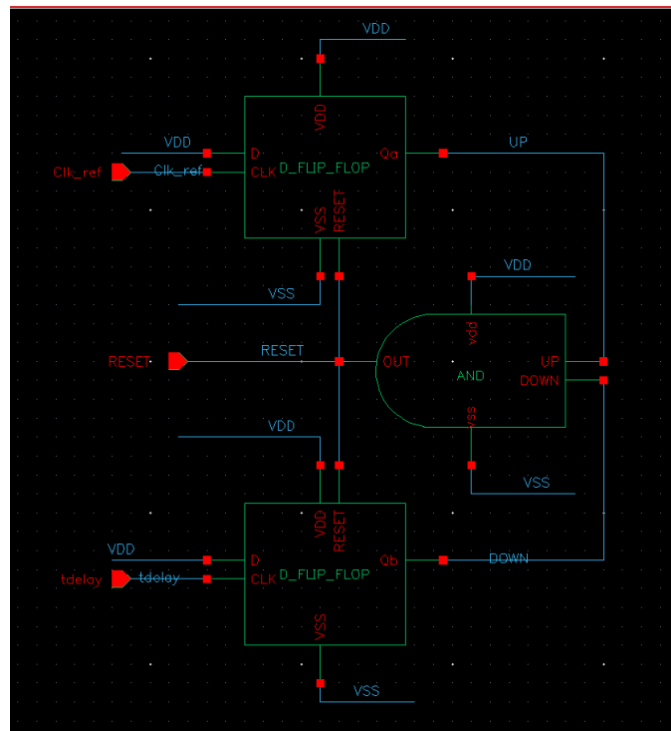 VDD
VDD
VDD D Qa UP
Clk_ref Clk_ref CLK D_FLIP_FLOP
VSS RESET
VDD
VSS
vdd
RESET RESET OUT UP
AND DOWN
vss
VDD
VSS
VDD RESET
VDD D Qb DOWN
tdelay tdelay CLK D_FLIP_FLOP
VSS
VSS